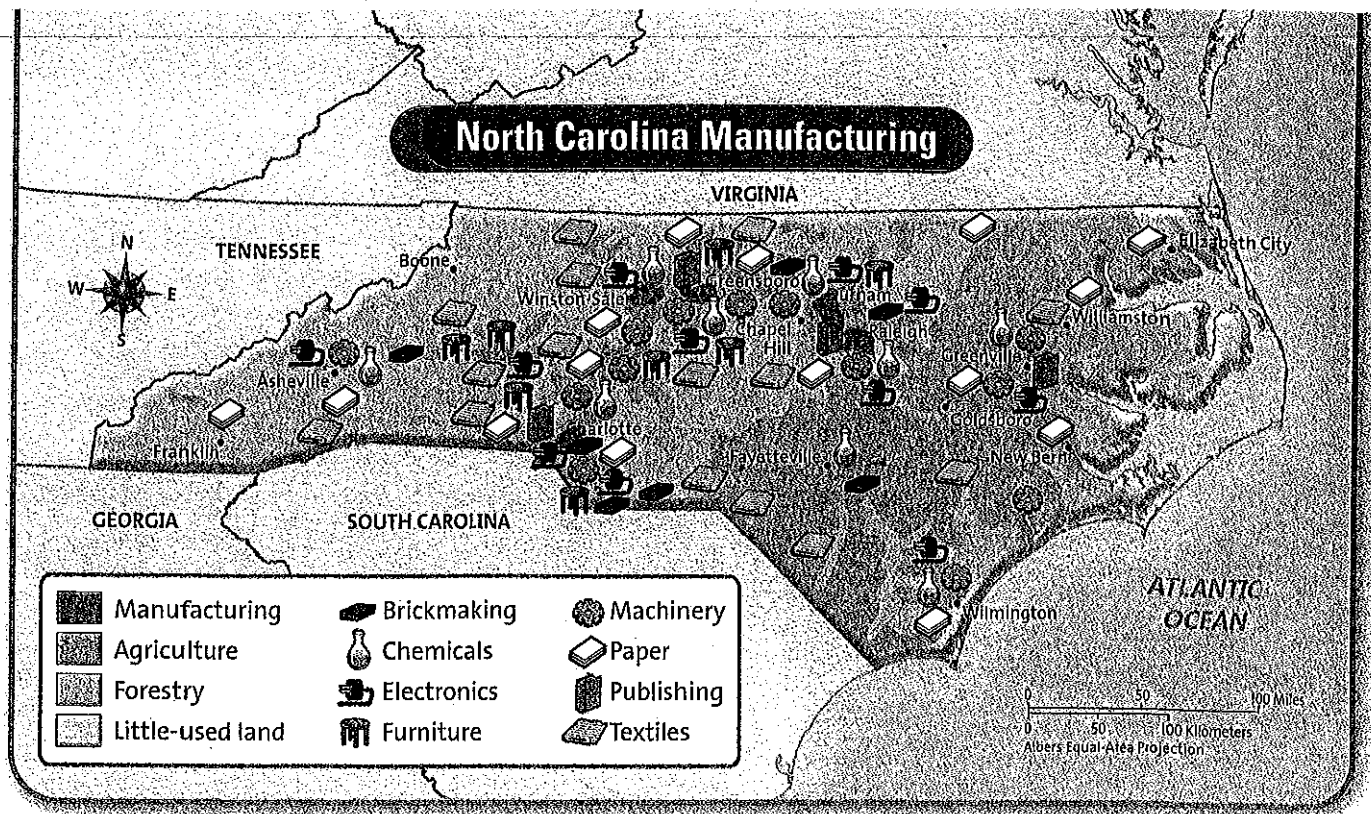 North Carolina Manufacturing
VIRGINIA
N
W
E
S
TENNESSEE
Boone
Elizabeth City
Greensboro
Winston-Salem
Durham
Chapel
Hill
Raleigh
Williamston
Greenville
Asheville
Goldsboro
Charlotte
Franklin
Fayetteville
New Bern
GEORGIA
SOUTH CAROLINA
Wilmington
ATLANTIC
OCEAN
Manufacturing
Agriculture
Forestry
Little-used land
Brickmaking
Chemicals
Electronics
Furniture
Machinery
Paper
Publishing
Textiles
0 50 100 Miles
0 50 100 Kilometers
Albers Equal-Area Projection